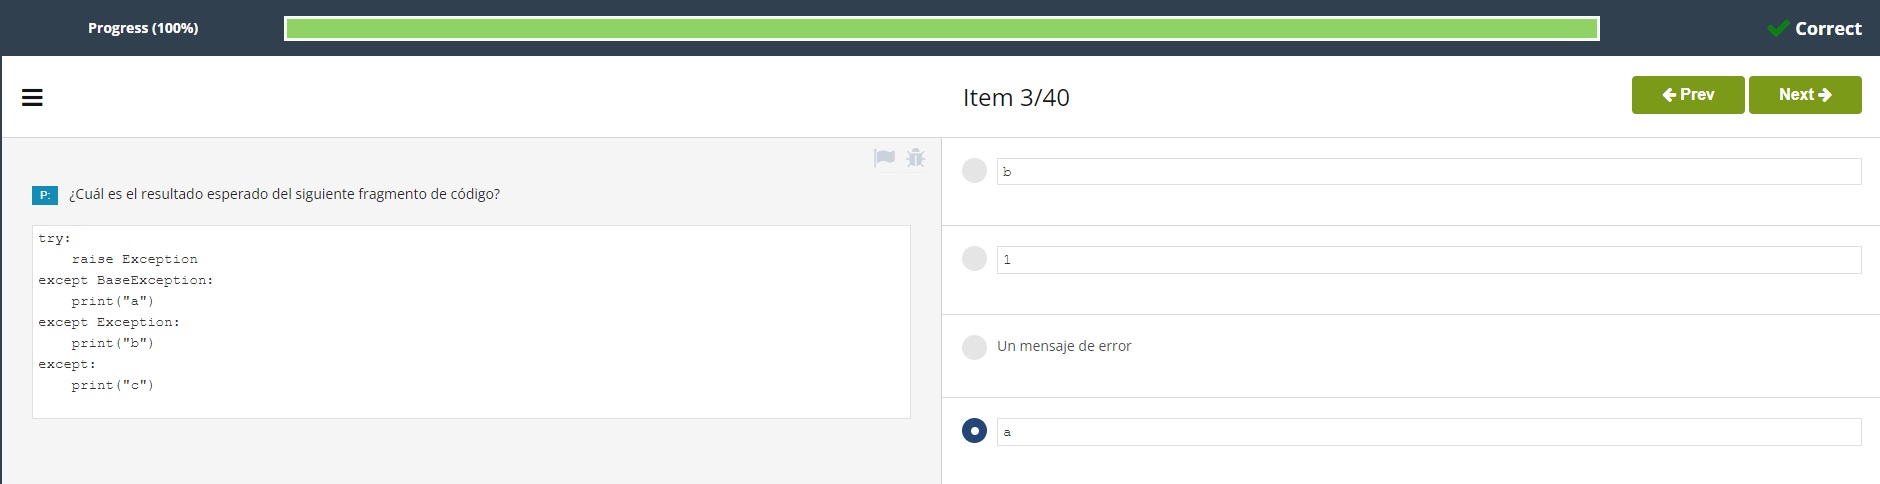 Progress (100%)
Correct
Item 3/40
Prev
Next
P: ¿Cuál es el resultado esperado del siguiente fragmento de código?
try:
    raise Exception
except BaseException:
    print("a")
except Exception:
    print("b")
except:
    print("c")
b
1
Un mensaje de error
a